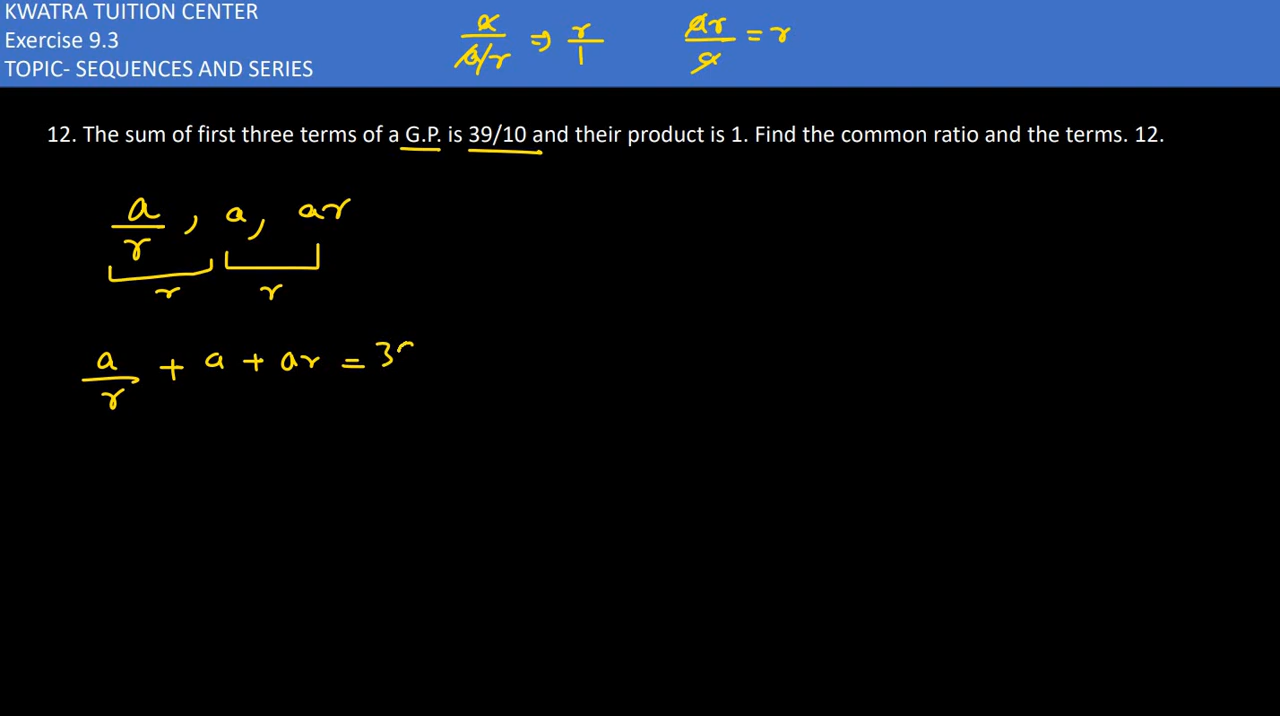 KWATRA TUITION CENTER
Exercise 9.3
TOPIC- SEQUENCES AND SERIES
a/(a/r) ⇒ r/1 ar/a = r
12. The sum of first three terms of a G.P. is 39/10 and their product is 1. Find the common ratio and the terms. 12.
a/r , a, ar
r r
a/r + a + ar = 3